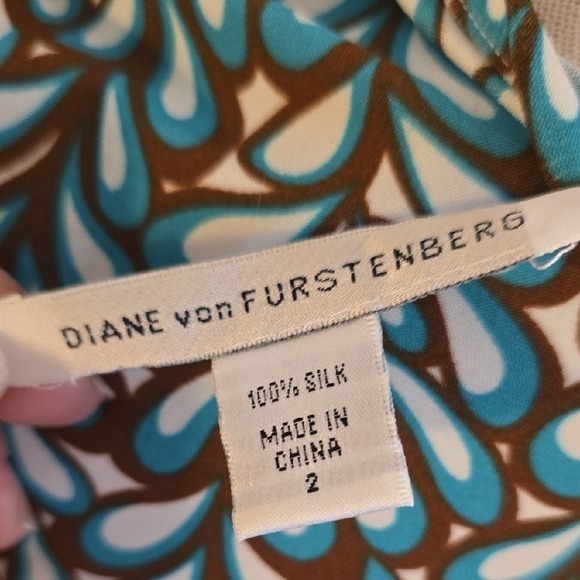 DIANE von FURSTENBERG
100% SILK
MADE IN
CHINA
2